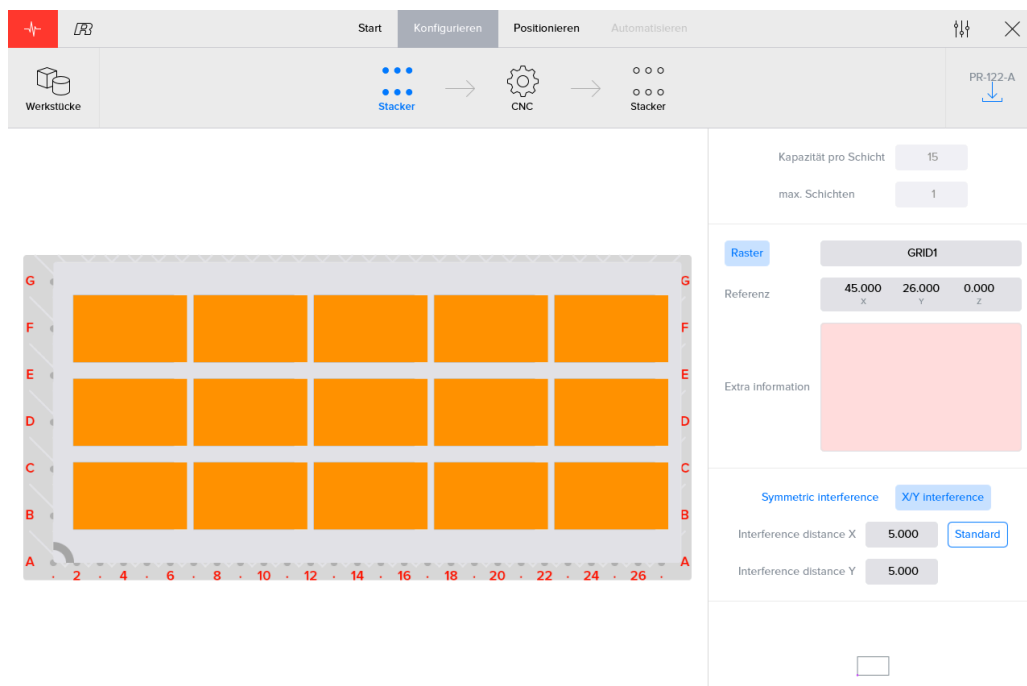 Start Konfigurieren Positionieren Automatisieren
Werkstücke Stacker CNC Stacker PR-122-A
Kapazität pro Schicht 15
max. Schichten 1
Raster GRID1
Referenz 45.000 26.000 0.000
X Y Z
Extra information
Symmetric interference X/Y interference
Interference distance X 5.000 Standard
Interference distance Y 5.000
G G
F F
E E
D D
C C
B B
A A
. 2 . 4 . 6 . 8 . 10 . 12 . 14 . 16 . 18 . 20 . 22 . 24 . 26 .